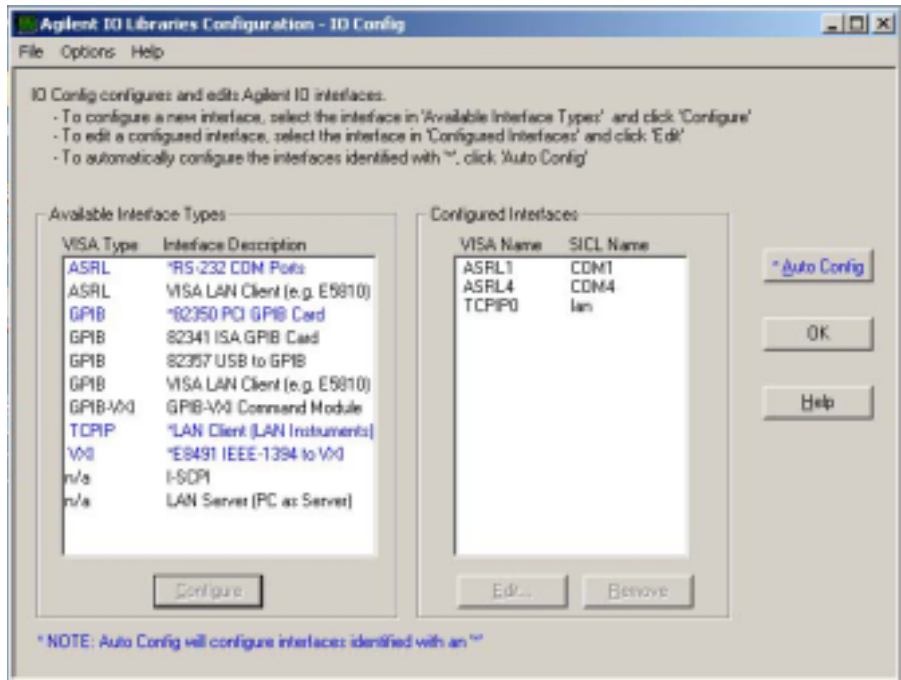 Agilent IO Libraries Configuration - IO Config
File Options Help
IO Config configures and edits Agilent IO interfaces.
- To configure a new interface, select the interface in 'Available Interface Types' and click 'Configure'
- To edit a configured interface, select the interface in 'Configured Interfaces' and click 'Edit'
- To automatically configure the interfaces identified with '*', click 'Auto Config'
Available Interface Types
VISA Type Interface Description
ASRL *RS-232 COM Ports
ASRL VISA LAN Client (e.g. E5810)
GPIB *82350 PCI GPIB Card
GPIB 82341 ISA GPIB Card
GPIB 82357 USB to GPIB
GPIB VISA LAN Client (e.g. E5810)
GPIB-VXI GPIB-VXI Command Module
TCPIP *LAN Client (LAN Instruments)
VXI *E8491 IEEE-1394 to VXI
n/a I-SCPI
n/a LAN Server (PC as Server)
Configure
Configured Interfaces
VISA Name SICL Name
ASRL1 COM1
ASRL4 COM4
TCPIP0 lan
Edit...
Remove
* Auto Config
OK
Help
* NOTE: Auto Config will configure interfaces identified with an '*'